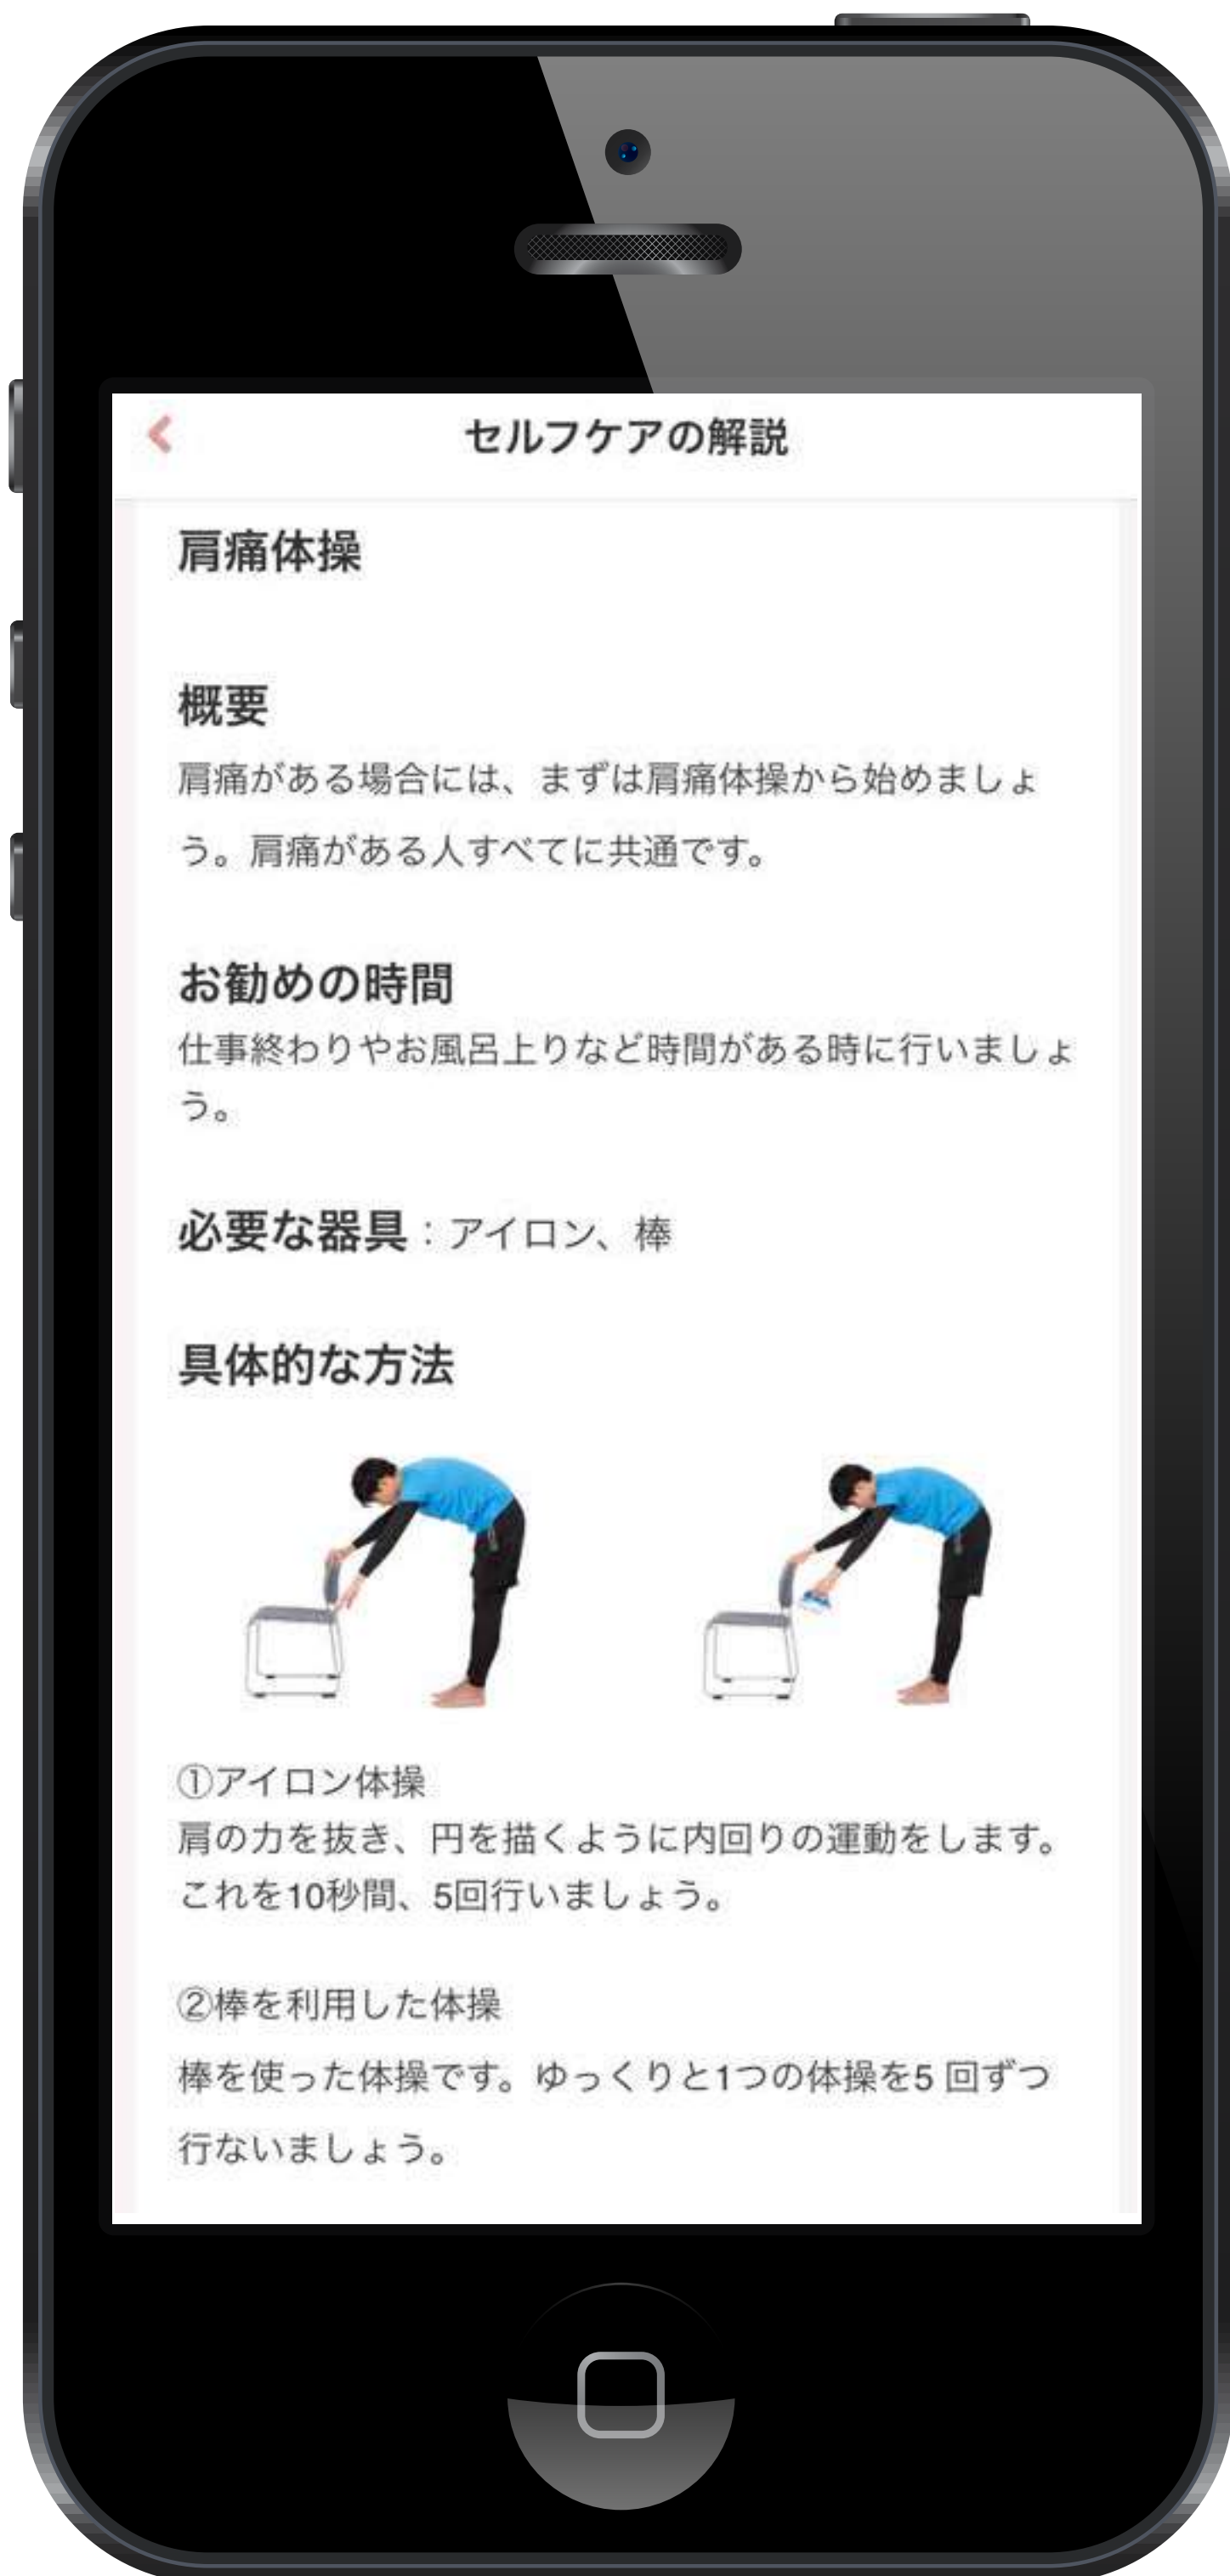 セルフケアの解説
肩痛体操
概要
肩痛がある場合には、まずは肩痛体操から始めましょ
う。肩痛がある人すべてに共通です。
お勧めの時間
仕事終わりやお風呂上りなど時間がある時に行いましょ
う。
必要な器具：アイロン、棒
具体的な方法
①アイロン体操
肩の力を抜き、円を描くように内回りの運動をします。
これを10秒間、5回行いましょう。
②棒を利用した体操
棒を使った体操です。ゆっくりと1つの体操を5 回ずつ
行ないましょう。